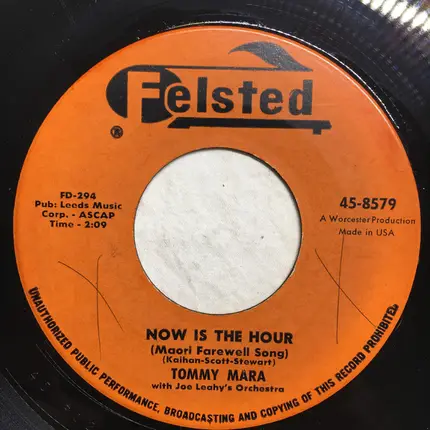 Felsted
®
FD-294
Pub: Leeds Music
Corp. - ASCAP
Time - 2:09
45-8579
A Worcester Production
Made in USA
NOW IS THE HOUR
(Maori Farewell Song)
(Kaihan-Scott-Stewart)
TOMMY MARA
with Joe Leahy's Orchestra
UNAUTHORIZED PUBLIC PERFORMANCE, BROADCASTING AND COPYING OF THIS RECORD PROHIBITED